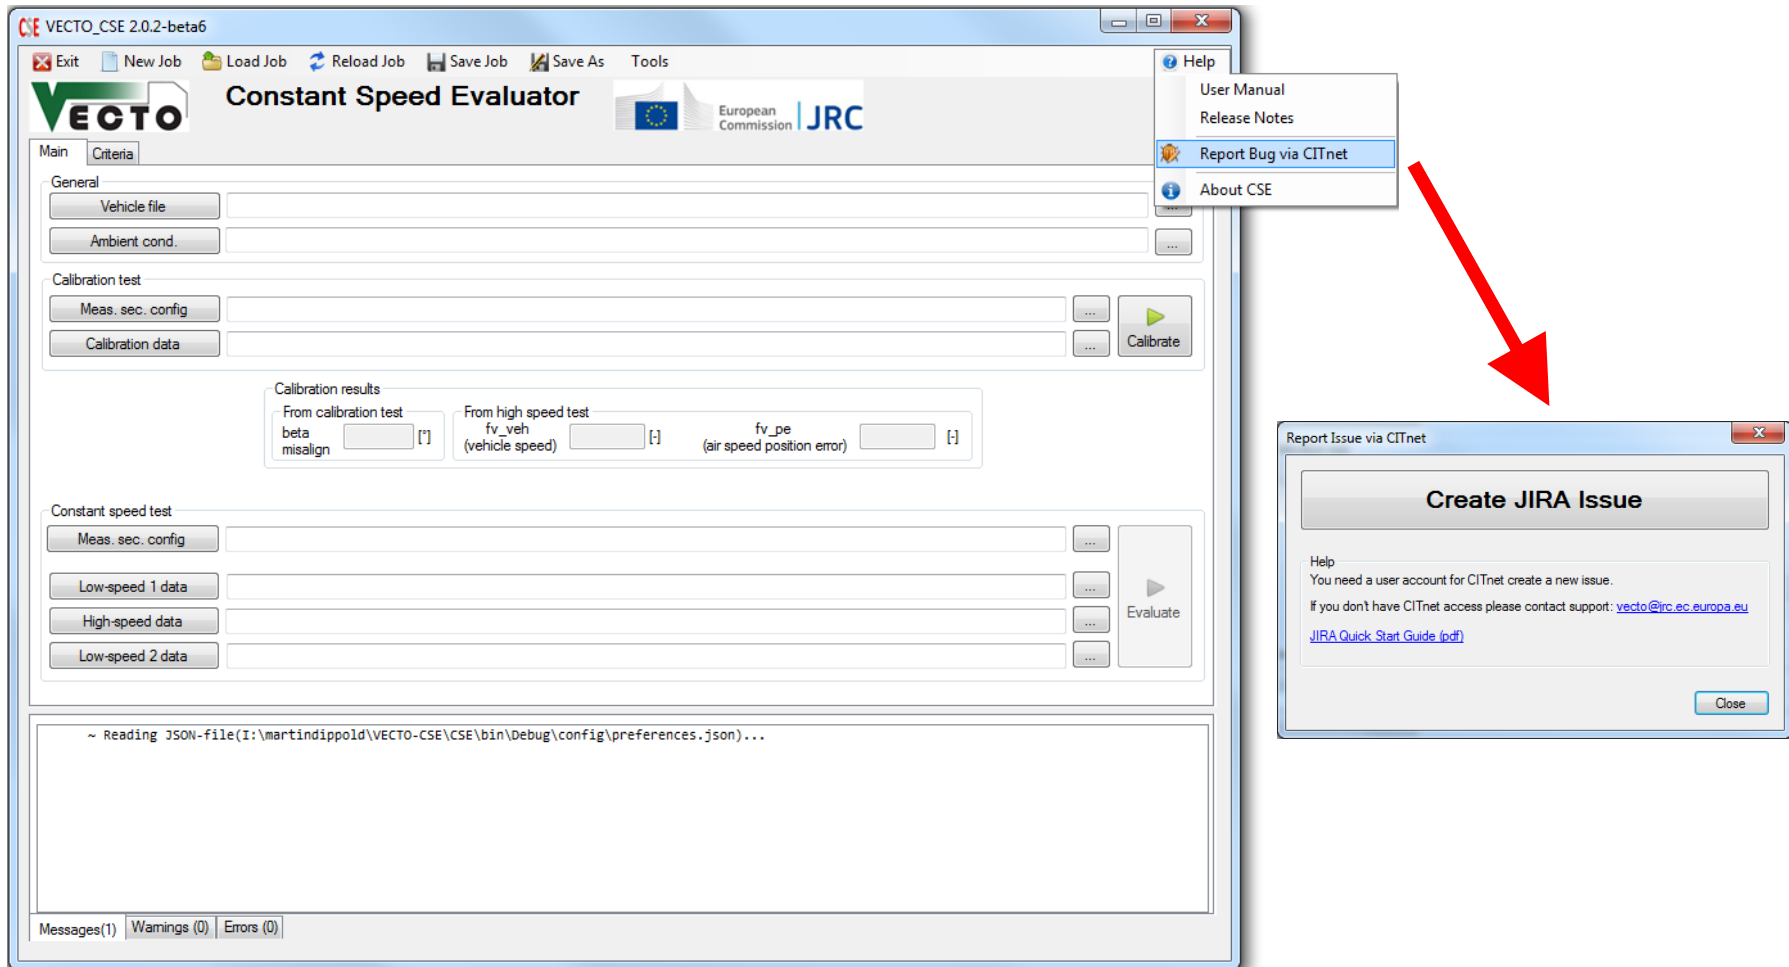 CSE VECTO_CSE 2.0.2-beta6
Exit New Job Load Job Reload Job Save Job Save As Tools Help
User Manual
Release Notes
Report Bug via CITnet
About CSE
VECTO
Constant Speed Evaluator
European
Commission JRC
Main Criteria
General
Vehicle file ...
Ambient cond. ...
Calibration test
Meas. sec. config ...
Calibration data ...
Calibrate
Calibration results
From calibration test
beta
misalign [°]
From high speed test
fv_veh
(vehicle speed) [-]
fv_pe
(air speed position error) [-]
Constant speed test
Meas. sec. config ...
Low-speed 1 data ...
High-speed data ...
Low-speed 2 data ...
Evaluate
~ Reading JSON-file(I:\martindippold\VECTO-CSE\CSE\bin\Debug\config\preferences.json)...
Messages(1) Warnings (0) Errors (0)
Report Issue via CITnet
Create JIRA Issue
Help
You need a user account for CITnet create a new issue.
If you don't have CITnet access please contact support: vecto@jrc.ec.europa.eu
JIRA Quick Start Guide (pdf)
Close